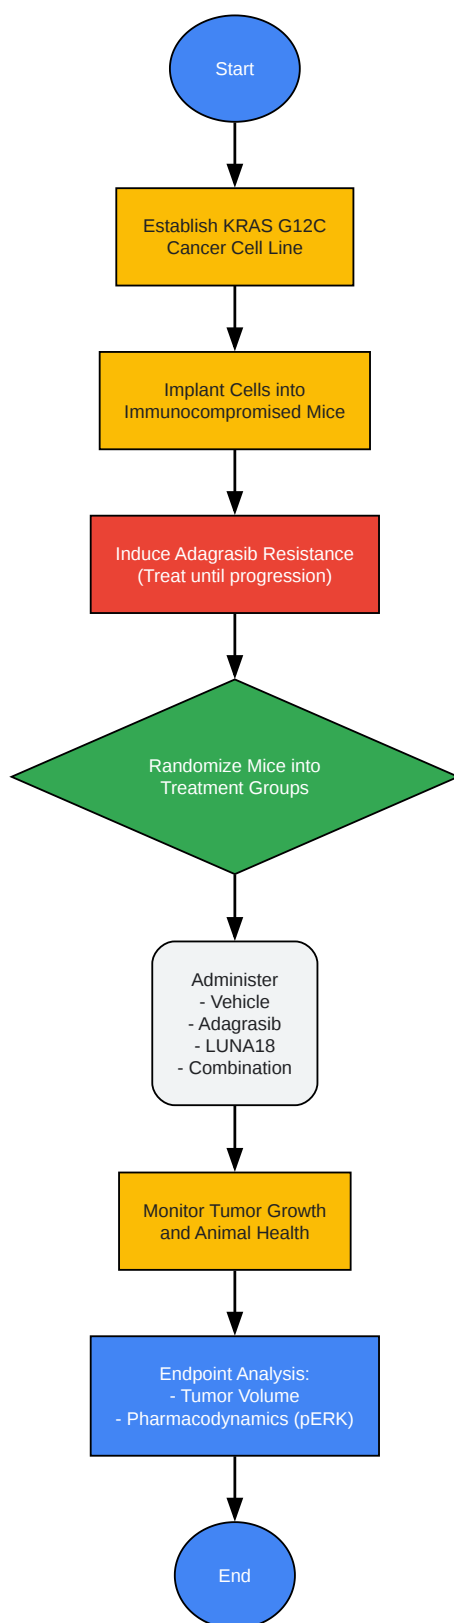 Start
Establish KRAS G12C
Cancer Cell Line
Implant Cells into
Immunocompromised Mice
Induce Adagrasib Resistance
(Treat until progression)
Randomize Mice into
Treatment Groups
Administer
- Vehicle
- Adagrasib
- LUNA18
- Combination
Monitor Tumor Growth
and Animal Health
Endpoint Analysis:
- Tumor Volume
- Pharmacodynamics (pERK)
End